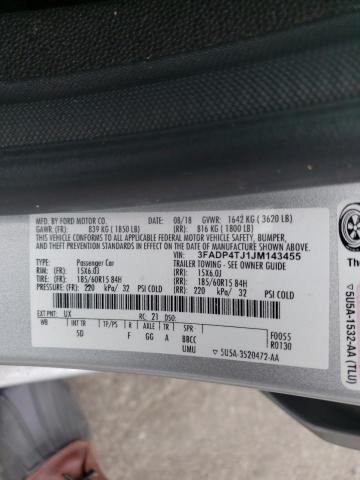 MFD. BY FORD MOTOR CO.
08/18 GVWR: 1642 KG ( 3620 LB)
GAWR: (FR): 839 KG ( 1850 LB) (RR): 816 KG ( 1800 LB)
THIS VEHICLE CONFORMS TO ALL APPLICABLE FEDERAL MOTOR VEHICLE SAFETY, BUMPER,
AND THEFT PREVENTION STANDARDS IN EFFECT ON THE DATE OF MANUFACTURE SHOWN ABOVE.
VIN: 3FADP4TJ1JM143455
TYPE: Passenger Car TRAILER TOWING - SEE OWNER GUIDE
RIM: (FR): 15X6.0J (RR): 15X6.0J
TIRE: (FR): 185/60R15 84H (RR): 185/60R15 84H
PRESSURE: (FR): 220 kPa/ 32 PSI COLD (RR): 220 kPa/ 32 PSI COLD
EXT PNT: UX RC: 21 DSO: F0055
WB INT TR TP/PS R AXLE TR SPR R0130
5D F GG A BBCC
UMU ▽ 5U5A-3520472-AA
▽ 5U5A-1532-AA (TLU)